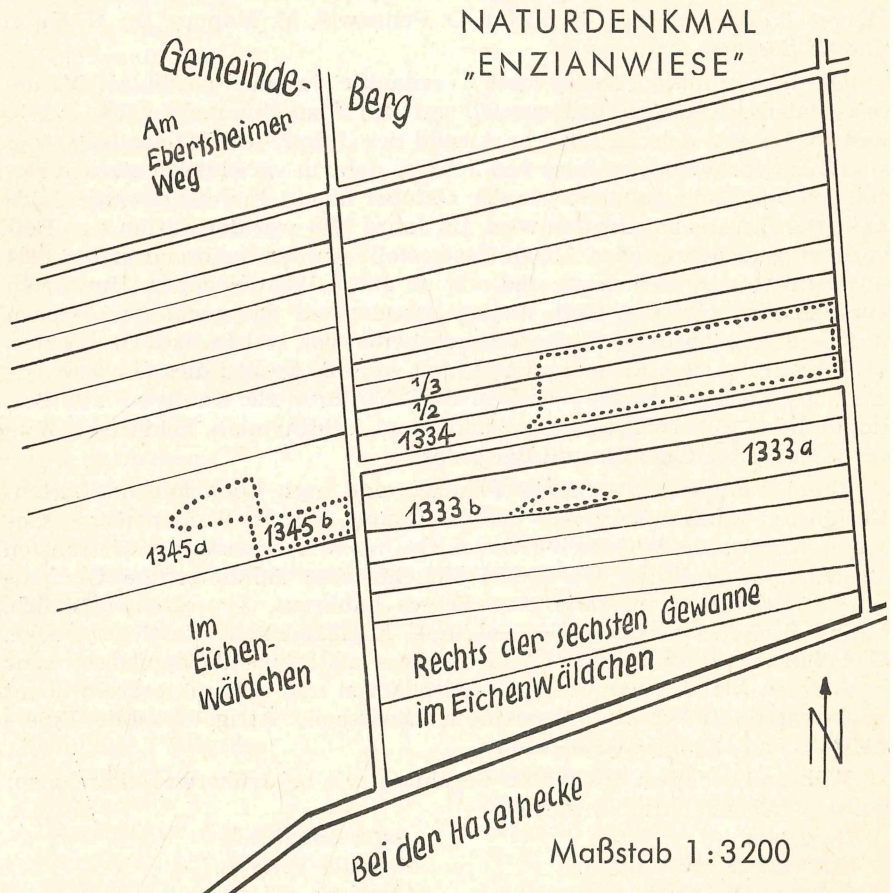 NATURDENKMAL
„ENZIANWIESE”
Gemeinde-
Berg
Am
Ebertsheimer
Weg
1/3
1/2
1334
1333 a
1333 b
1345 b
1345 a
Im
Eichen-
wäldchen
Rechts der sechsten Gewanne
im Eichenwäldchen
N
Bei der Haselhecke
Maßstab 1:3200